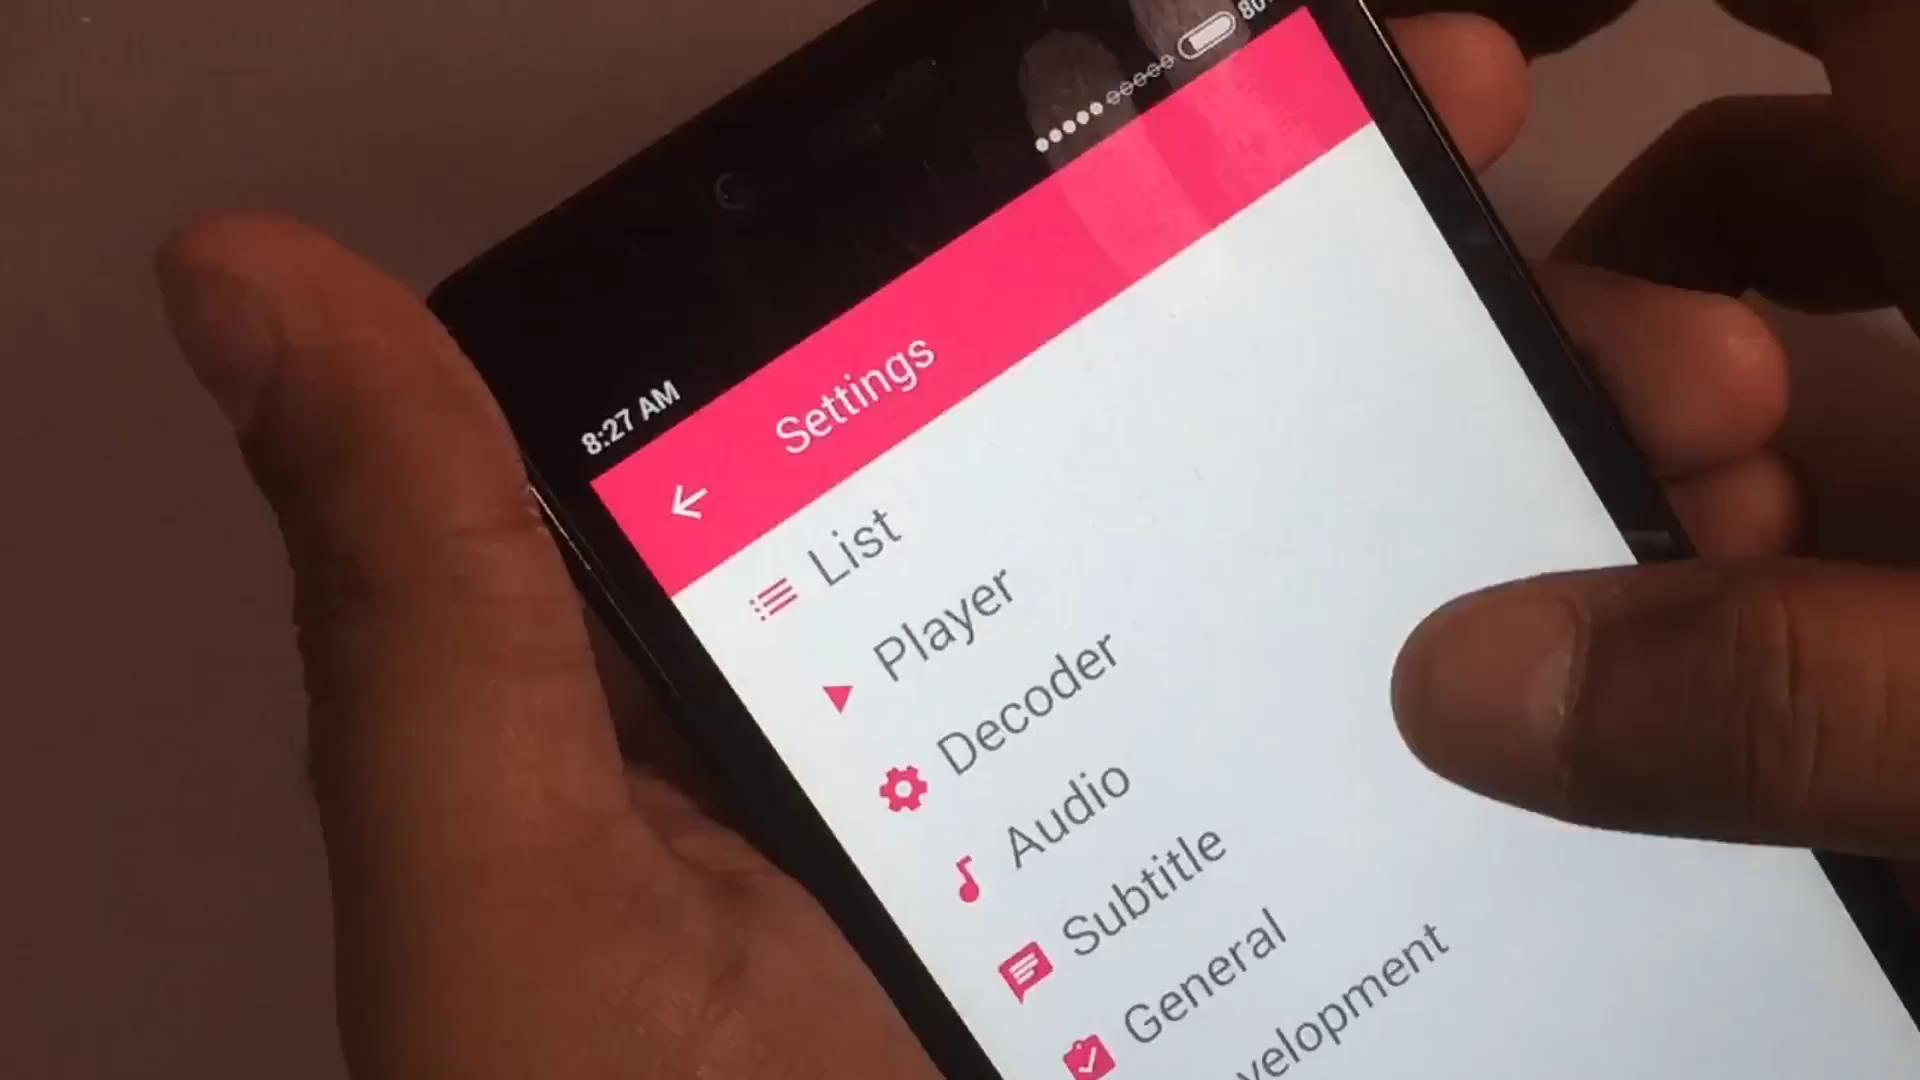 8:27 AM
Settings
List
Player
Decoder
Audio
Subtitle
General